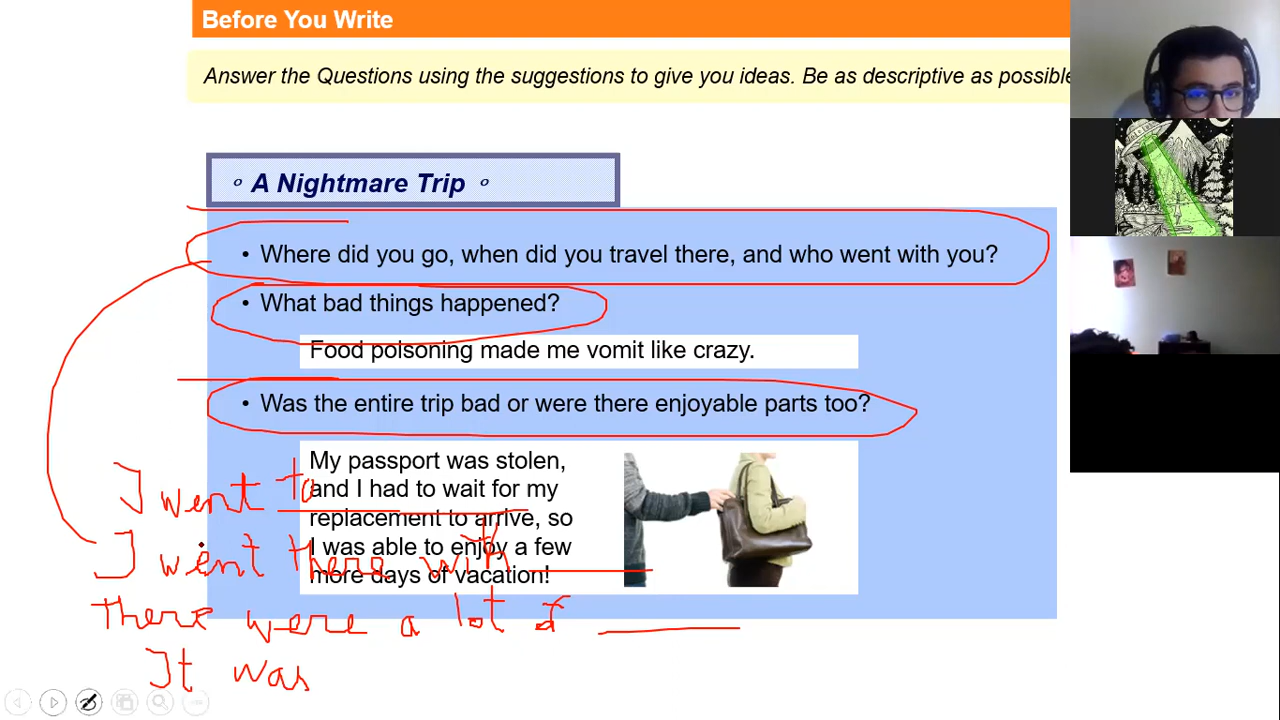 Before You Write
Answer the Questions using the suggestions to give you ideas. Be as descriptive as possible
° A Nightmare Trip °
• Where did you go, when did you travel there, and who went with you?
• What bad things happened?
Food poisoning made me vomit like crazy.
• Was the entire trip bad or were there enjoyable parts too?
My passport was stolen,
and I had to wait for my
replacement to arrive, so
I was able to enjoy a few
more days of vacation!
I went to
I went there with
there were a lot of
It was